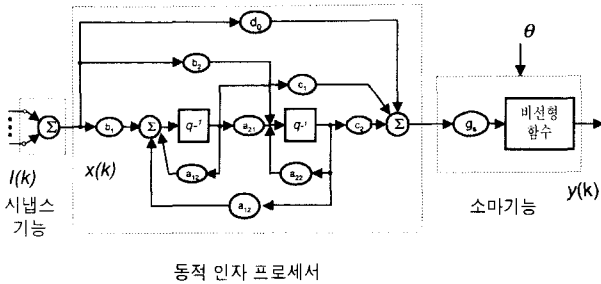 d₀
b₂
c₁
θ
I(k)
Σ
b₁
x(k)
Σ
q⁻¹
a₂₁
q⁻¹
c₂
Σ
gₛ
비선형
함수
y(k)
a₁₂
a₂₂
a₁₂
시냅스
기능
소마기능
동적 인자 프로세서